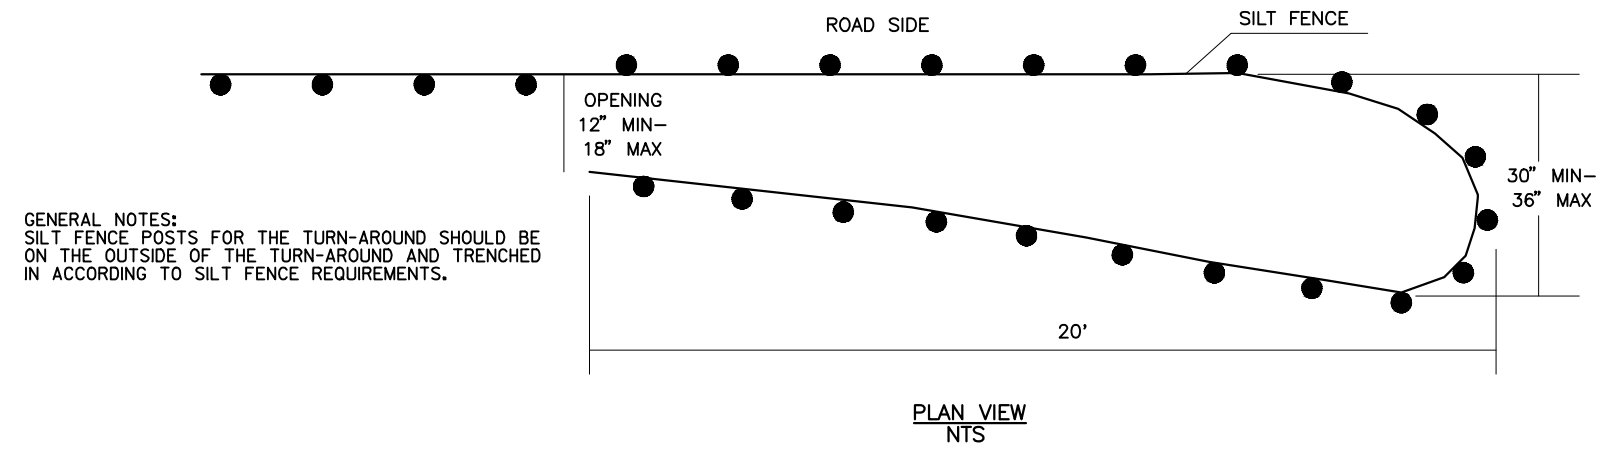 ROAD SIDE
SILT FENCE
OPENING
12" MIN-
18" MAX
30" MIN-
36" MAX
GENERAL NOTES:
SILT FENCE POSTS FOR THE TURN-AROUND SHOULD BE
ON THE OUTSIDE OF THE TURN-AROUND AND TRENCHED
IN ACCORDING TO SILT FENCE REQUIREMENTS.
20'
PLAN VIEW
NTS